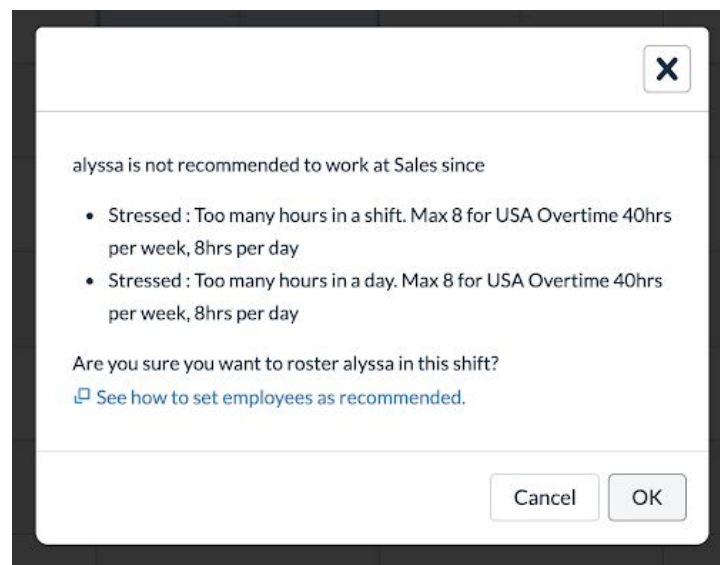 alyssa is not recommended to work at Sales since
• Stressed : Too many hours in a shift. Max 8 for USA Overtime 40hrs
per week, 8hrs per day
• Stressed : Too many hours in a day. Max 8 for USA Overtime 40hrs
per week, 8hrs per day
Are you sure you want to roster alyssa in this shift?
See how to set employees as recommended.
Cancel OK